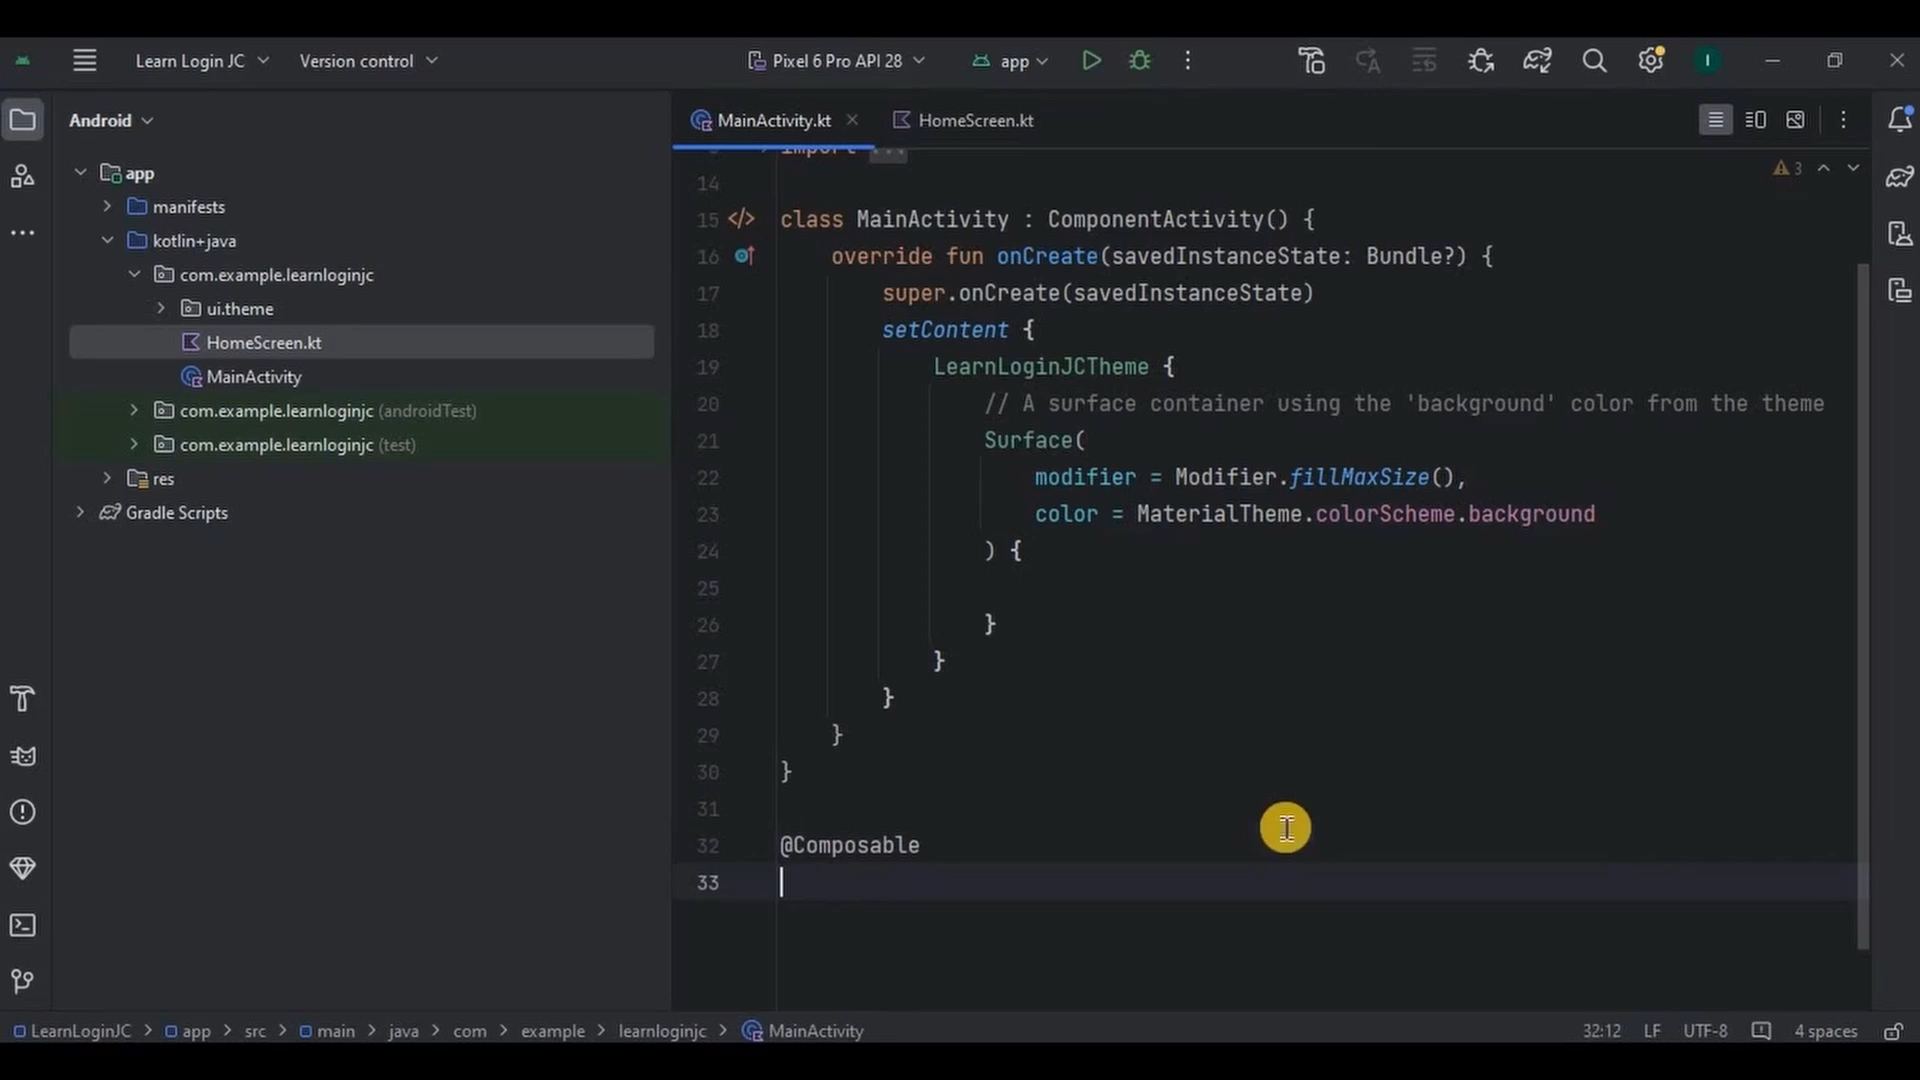 Learn Login JC
Version control
Pixel 6 Pro API 28
app
I
Android
MainActivity.kt
HomeScreen.kt
app
manifests
kotlin+java
com.example.learnloginjc
ui.theme
HomeScreen.kt
MainActivity
com.example.learnloginjc (androidTest)
com.example.learnloginjc (test)
res
Gradle Scripts
3
import ...
14
15 class MainActivity : ComponentActivity() {
16 override fun onCreate(savedInstanceState: Bundle?) {
17 super.onCreate(savedInstanceState)
18 setContent {
19 LearnLoginJCTheme {
20 // A surface container using the 'background' color from the theme
21 Surface(
22 modifier = Modifier.fillMaxSize(),
23 color = MaterialTheme.colorScheme.background
24 ) {
25
26 }
27 }
28 }
29 }
30 }
31
32 @Composable
33
LearnLoginJC > app > src > main > java > com > example > learnloginjc > MainActivity
32:12 LF UTF-8 4 spaces